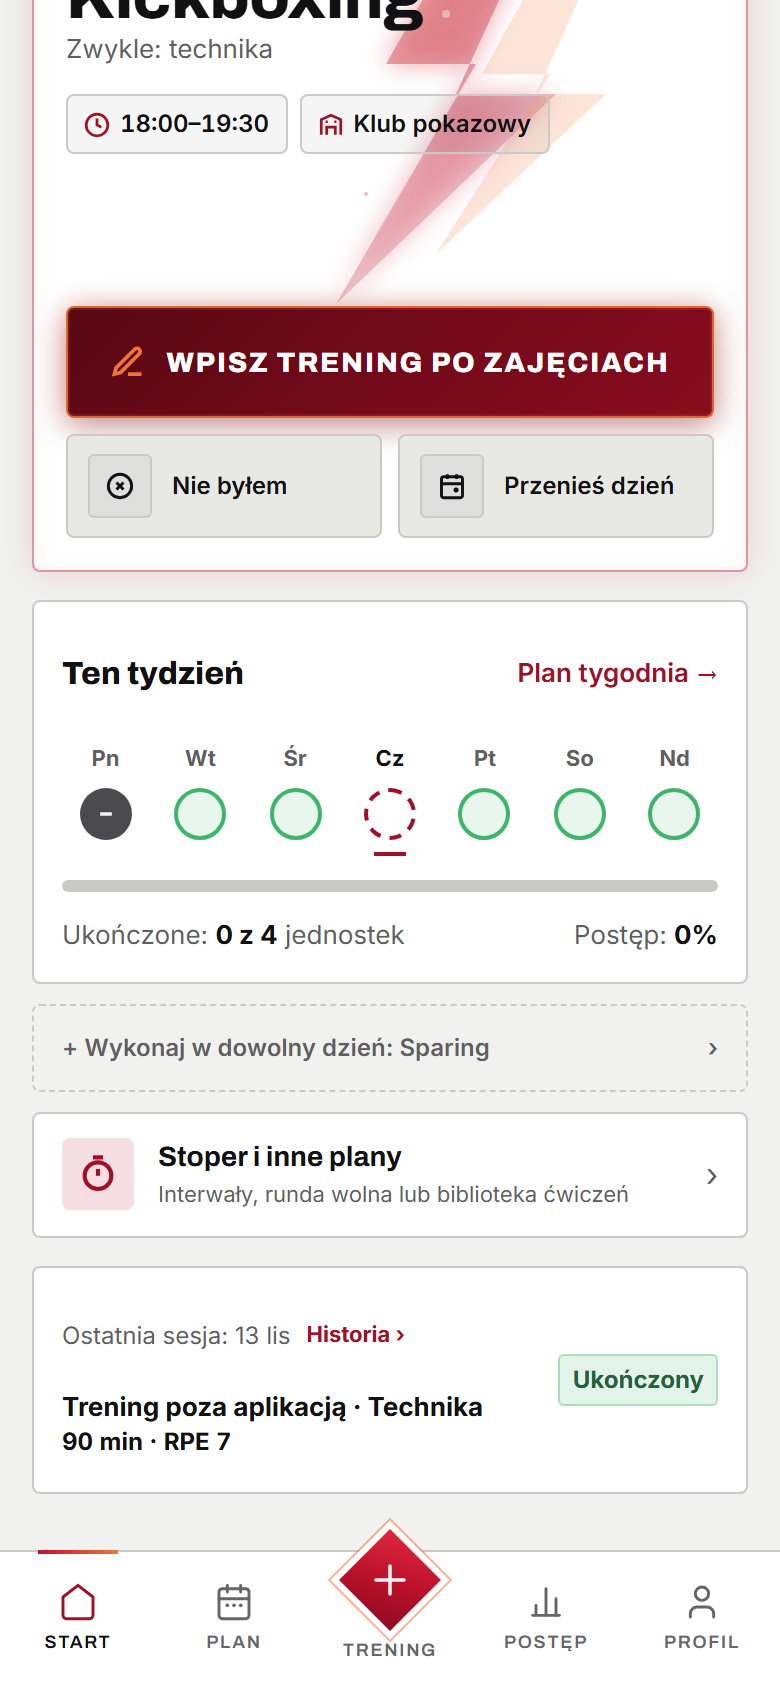 Kickboxing
Zwykle: technika
18:00–19:30
Klub pokazowy
WPISZ TRENING PO ZAJĘCIACH
Nie byłem
Przenieś dzień
Ten tydzień
Plan tygodnia →
Pn Wt Śr Cz Pt So Nd
–
Ukończone: 0 z 4 jednostek
Postęp: 0%
+ Wykonaj w dowolny dzień: Sparing ›
Stoper i inne plany
Interwały, runda wolna lub biblioteka ćwiczeń ›
Ostatnia sesja: 13 lis Historia ›
Ukończony
Trening poza aplikacją · Technika
90 min · RPE 7
START
PLAN
TRENING
POSTĘP
PROFIL